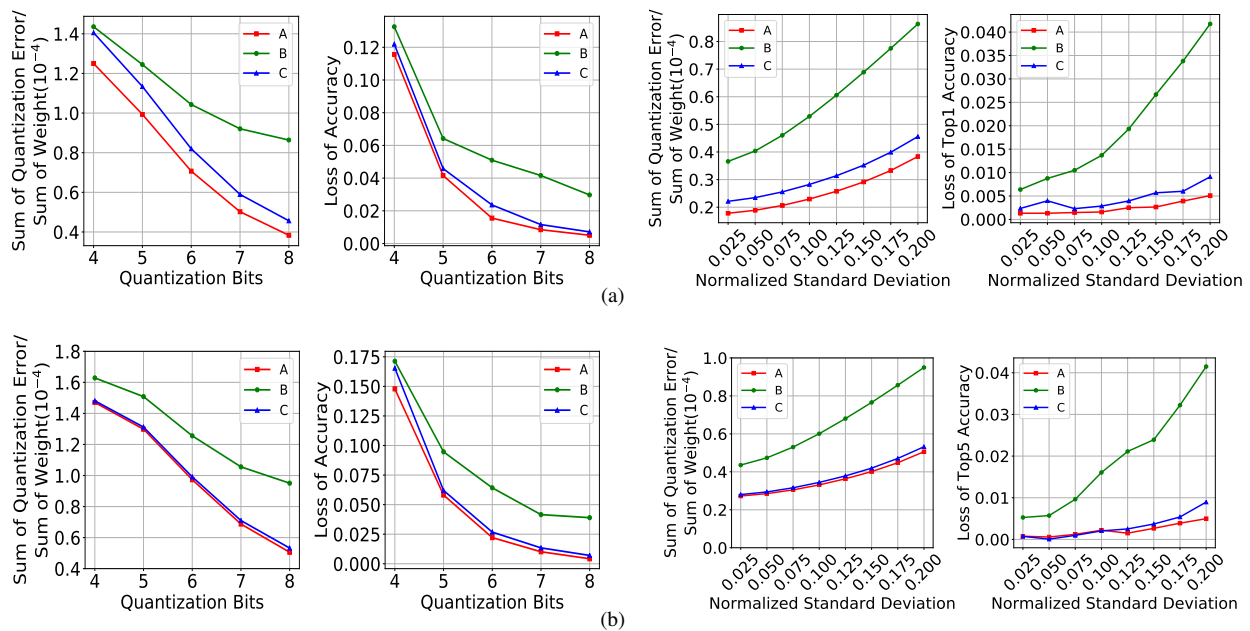 Sum of Quantization Error/
Sum of Weight(10⁻⁴)
1.4
1.2
1.0
0.8
0.6
0.4
4 5 6 7 8
Quantization Bits
A
B
C
Loss of Accuracy
0.12
0.10
0.08
0.06
0.04
0.02
0.00
4 5 6 7 8
Quantization Bits
A
B
C
Sum of Quantization Error/
Sum of Weight(10⁻⁴)
0.8
0.7
0.6
0.5
0.4
0.3
0.2
0.025 0.050 0.075 0.100 0.125 0.150 0.175 0.200
Normalized Standard Deviation
A
B
C
Loss of Top1 Accuracy
0.040
0.035
0.030
0.025
0.020
0.015
0.010
0.005
0.000
0.025 0.050 0.075 0.100 0.125 0.150 0.175 0.200
Normalized Standard Deviation
A
B
C
(a)
Sum of Quantization Error/
Sum of Weight(10⁻⁴)
1.8
1.6
1.4
1.2
1.0
0.8
0.6
0.4
4 5 6 7 8
Quantization Bits
A
B
C
Loss of Accuracy
0.175
0.150
0.125
0.100
0.075
0.050
0.025
0.000
4 5 6 7 8
Quantization Bits
A
B
C
Sum of Quantization Error/
Sum of Weight(10⁻⁴)
1.0
0.8
0.6
0.4
0.2
0.0
0.025 0.050 0.075 0.100 0.125 0.150 0.175 0.200
Normalized Standard Deviation
A
B
C
Loss of Top5 Accuracy
0.04
0.03
0.02
0.01
0.00
0.025 0.050 0.075 0.100 0.125 0.150 0.175 0.200
Normalized Standard Deviation
A
B
C
(b)